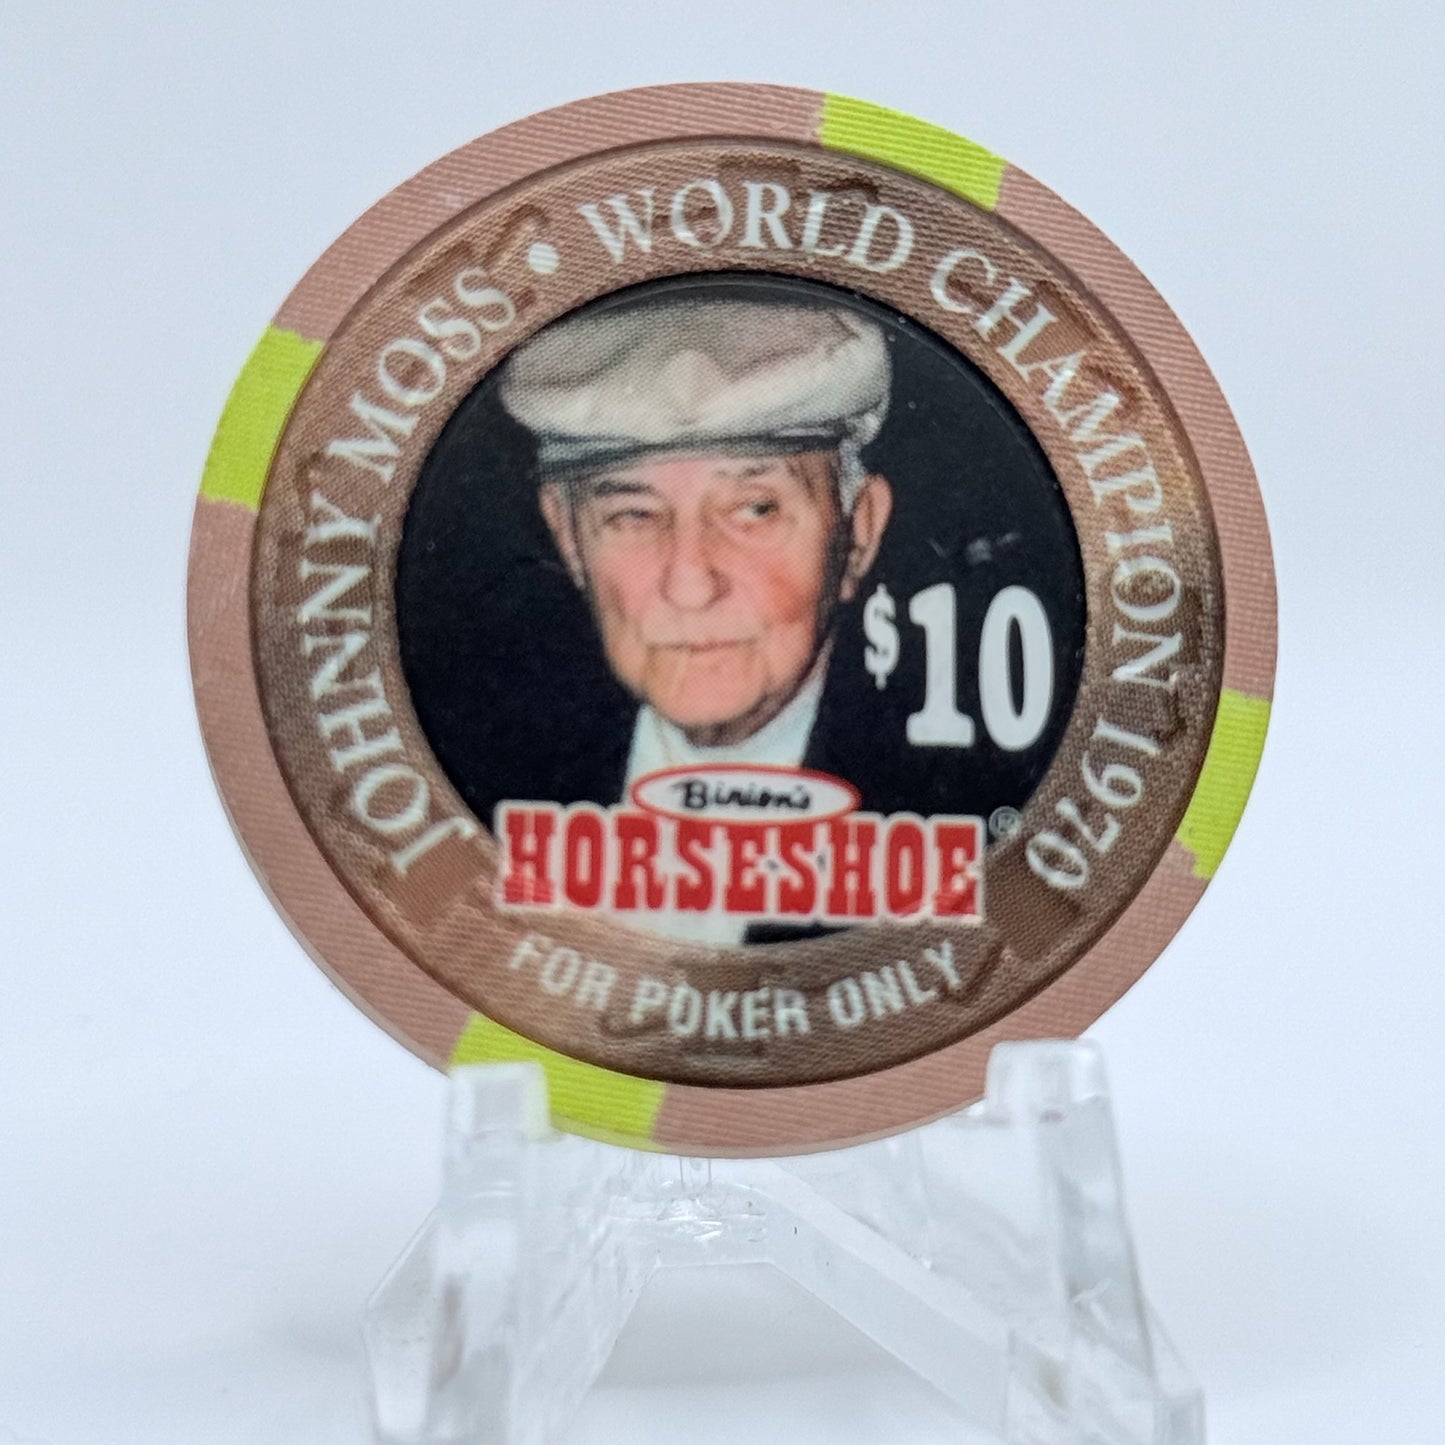 JOHNNY MOSS • WORLD CHAMPION 1970
$10
Binion's
HORSESHOE®
FOR POKER ONLY